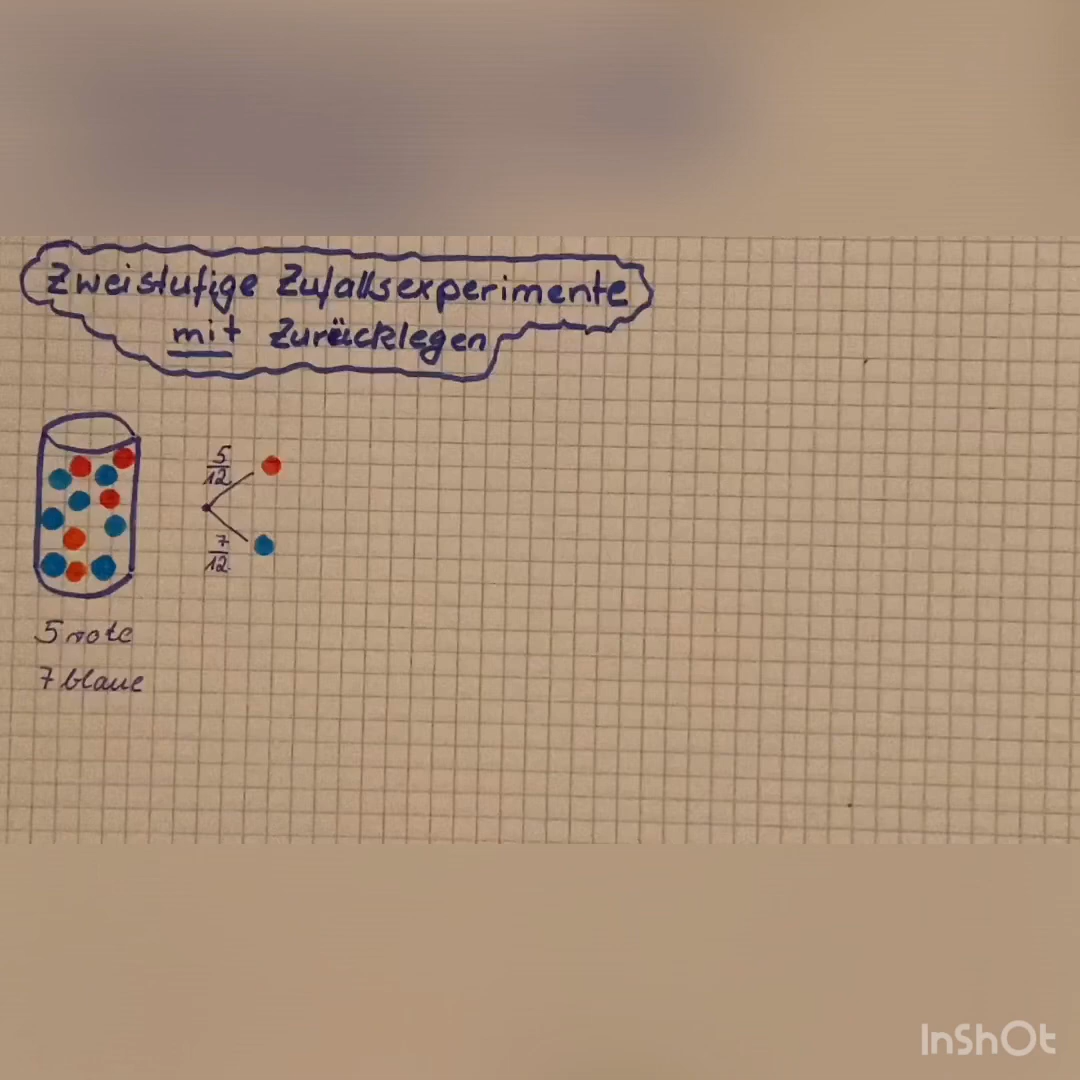 Zweistufige Zufallsexperimente
mit Zurücklegen
5
12
7
12
5 rote
7 blaue
InShOt